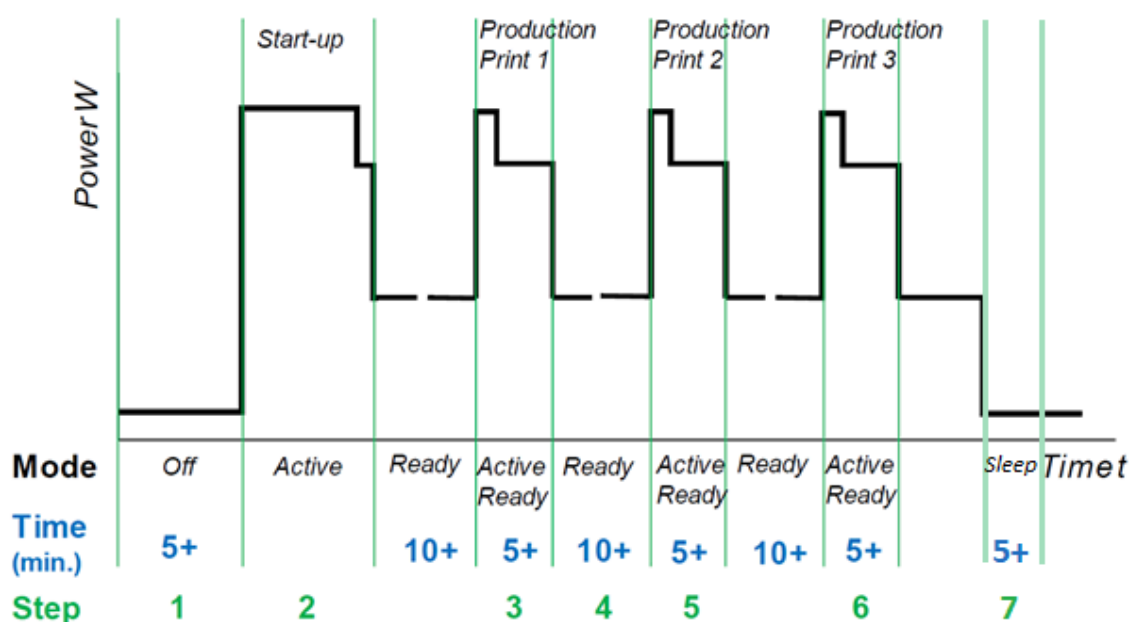 Start-up
Production
Print 1
Production
Print 2
Production
Print 3
Power W
Mode Off Active Ready Active Ready Ready Active Ready Ready Active Ready Sleep Time t
Time
(min.) 5+ 10+ 5+ 10+ 5+ 10+ 5+ 5+
Step 1 2 3 4 5 6 7